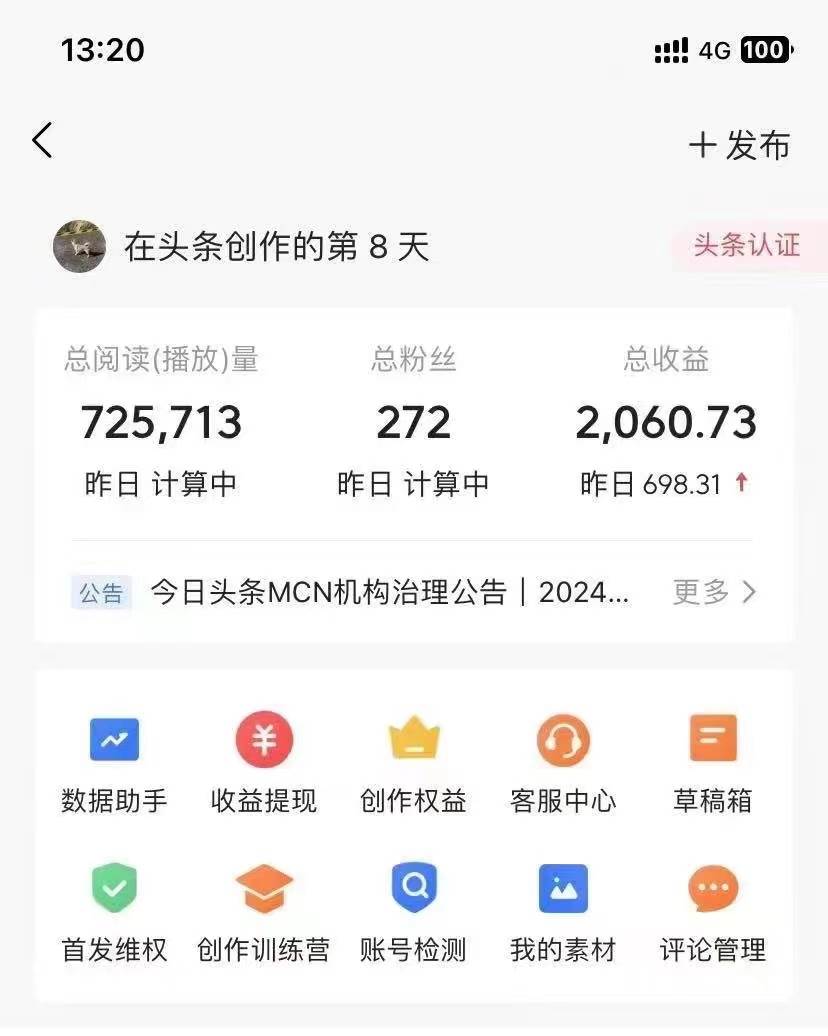 13:20 4G 100
+ 发布
在头条创作的第 8 天 头条认证
总阅读(播放)量 总粉丝 总收益
725,713 272 2,060.73
昨日 计算中 昨日 计算中 昨日 698.31
公告 今日头条MCN机构治理公告｜2024... 更多
数据助手 收益提现 创作权益 客服中心 草稿箱
首发维权 创作训练营 账号检测 我的素材 评论管理